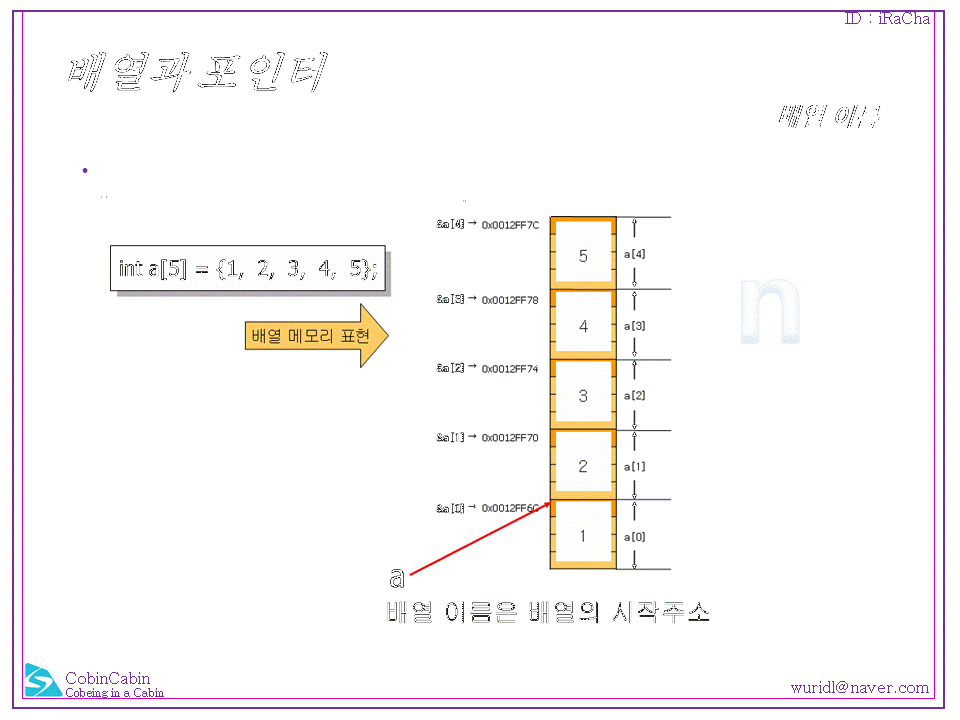 ID : iRaCha
배열과 포인터
배열 이름
int a[5] = {1, 2, 3, 4, 5};
배열 메모리 표현
&a[4] → 0x0012FF7C
5
a[4]
&a[3] → 0x0012FF78
4
a[3]
&a[2] → 0x0012FF74
3
a[2]
&a[1] → 0x0012FF70
2
a[1]
&a[0] → 0x0012FF6C
1
a[0]
a
배열 이름은 배열의 시작주소
n
CobinCabin
Cobeing in a Cabin
wuridl@naver.com